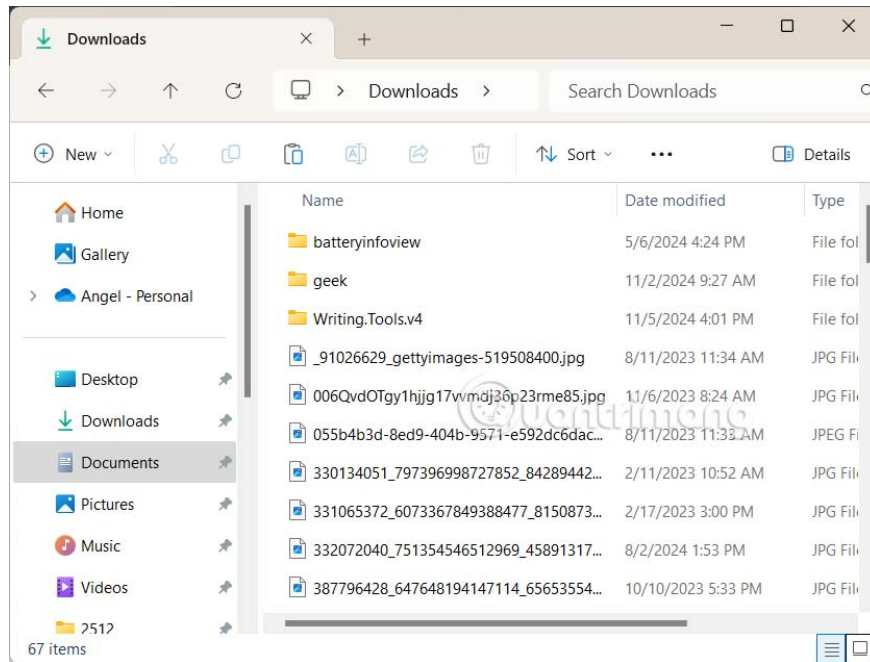 Downloads
Downloads
Search Downloads
New
Sort
Details
Home
Gallery
Angel - Personal
Desktop
Downloads
Documents
Pictures
Music
Videos
2512
Name Date modified Type
batteryinfoview 5/6/2024 4:24 PM File fol
geek 11/2/2024 9:27 AM File fol
Writing.Tools.v4 11/5/2024 4:01 PM File fol
_91026629_gettyimages-519508400.jpg 8/11/2023 11:34 AM JPG File
11/6/2023 8:24 AM JPG File
055b4b3d-8ed9-404b-9571-e592dc6dac... 8/11/2023 11:33 AM JPEG Fi
330134051_797396998727852_84289442... 2/11/2023 10:52 AM JPG File
331065372_6073367849388477_8150873... 2/17/2023 3:00 PM JPG File
332072040_751354546512969_45891317... 8/2/2024 1:53 PM JPG File
387796428_647648194147114_65653554... 10/10/2023 5:33 PM JPG File
Quantrimang
67 items